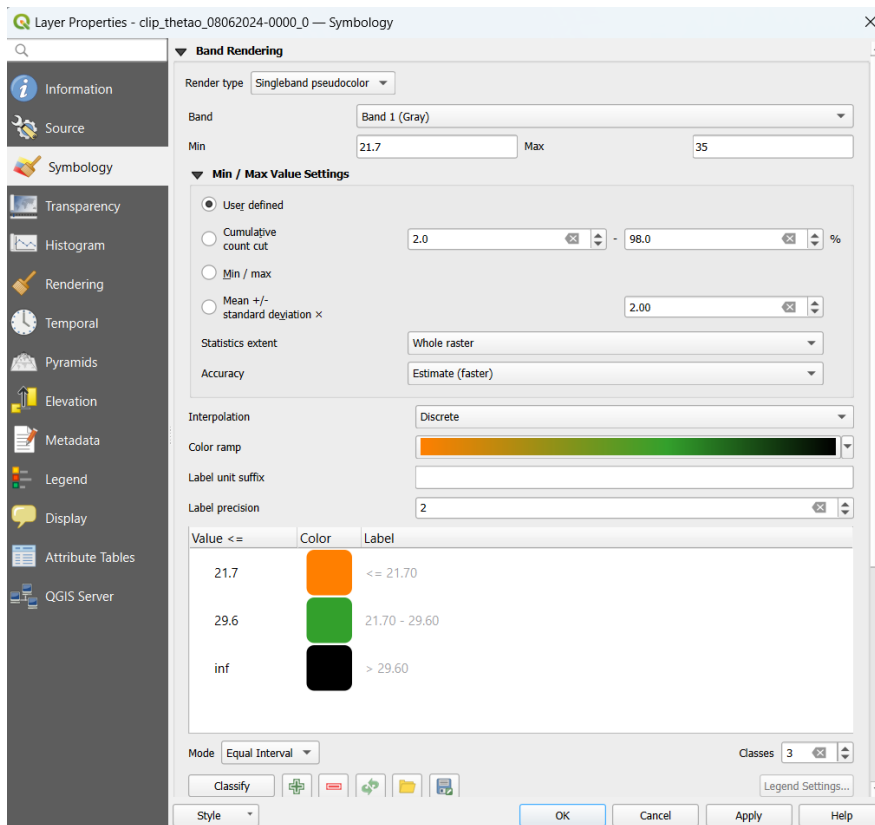 Layer Properties - clip_thetao_08062024-0000_0 — Symbology
Information
Source
Symbology
Transparency
Histogram
Rendering
Temporal
Pyramids
Elevation
Metadata
Legend
Display
Attribute Tables
QGIS Server
Band Rendering
Render type Singleband pseudocolor
Band Band 1 (Gray)
Min 21.7 Max 35
Min / Max Value Settings
User defined
Cumulative
count cut 2.0 - 98.0 %
Min / max
Mean +/-
standard deviation × 2.00
Statistics extent Whole raster
Accuracy Estimate (faster)
Interpolation Discrete
Color ramp
Label unit suffix
Label precision 2
Value <= Color Label
21.7 <= 21.70
29.6 21.70 - 29.60
inf > 29.60
Mode Equal Interval Classes 3
Classify Legend Settings...
Style OK Cancel Apply Help